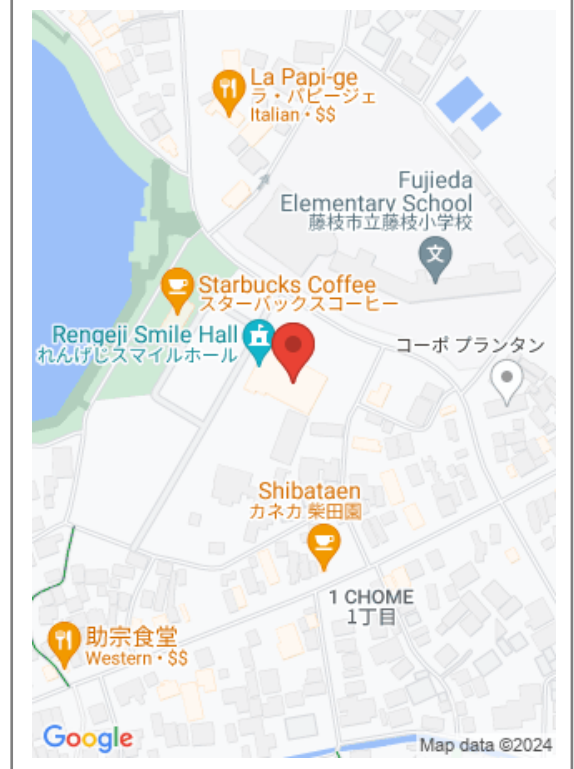 La Papi-ge
ラ・パピージェ
Italian • $$
Fujieda
Elementary School
藤枝市立藤枝小学校
Starbucks Coffee
スターバックスコーヒー
Rengeji Smile Hall
れんげじスマイルホール
コーポ プランタン
Shibataen
カネカ 柴田園
1 CHOME
1丁目
助宗食堂
Western • $$
Google
Map data ©2024
文